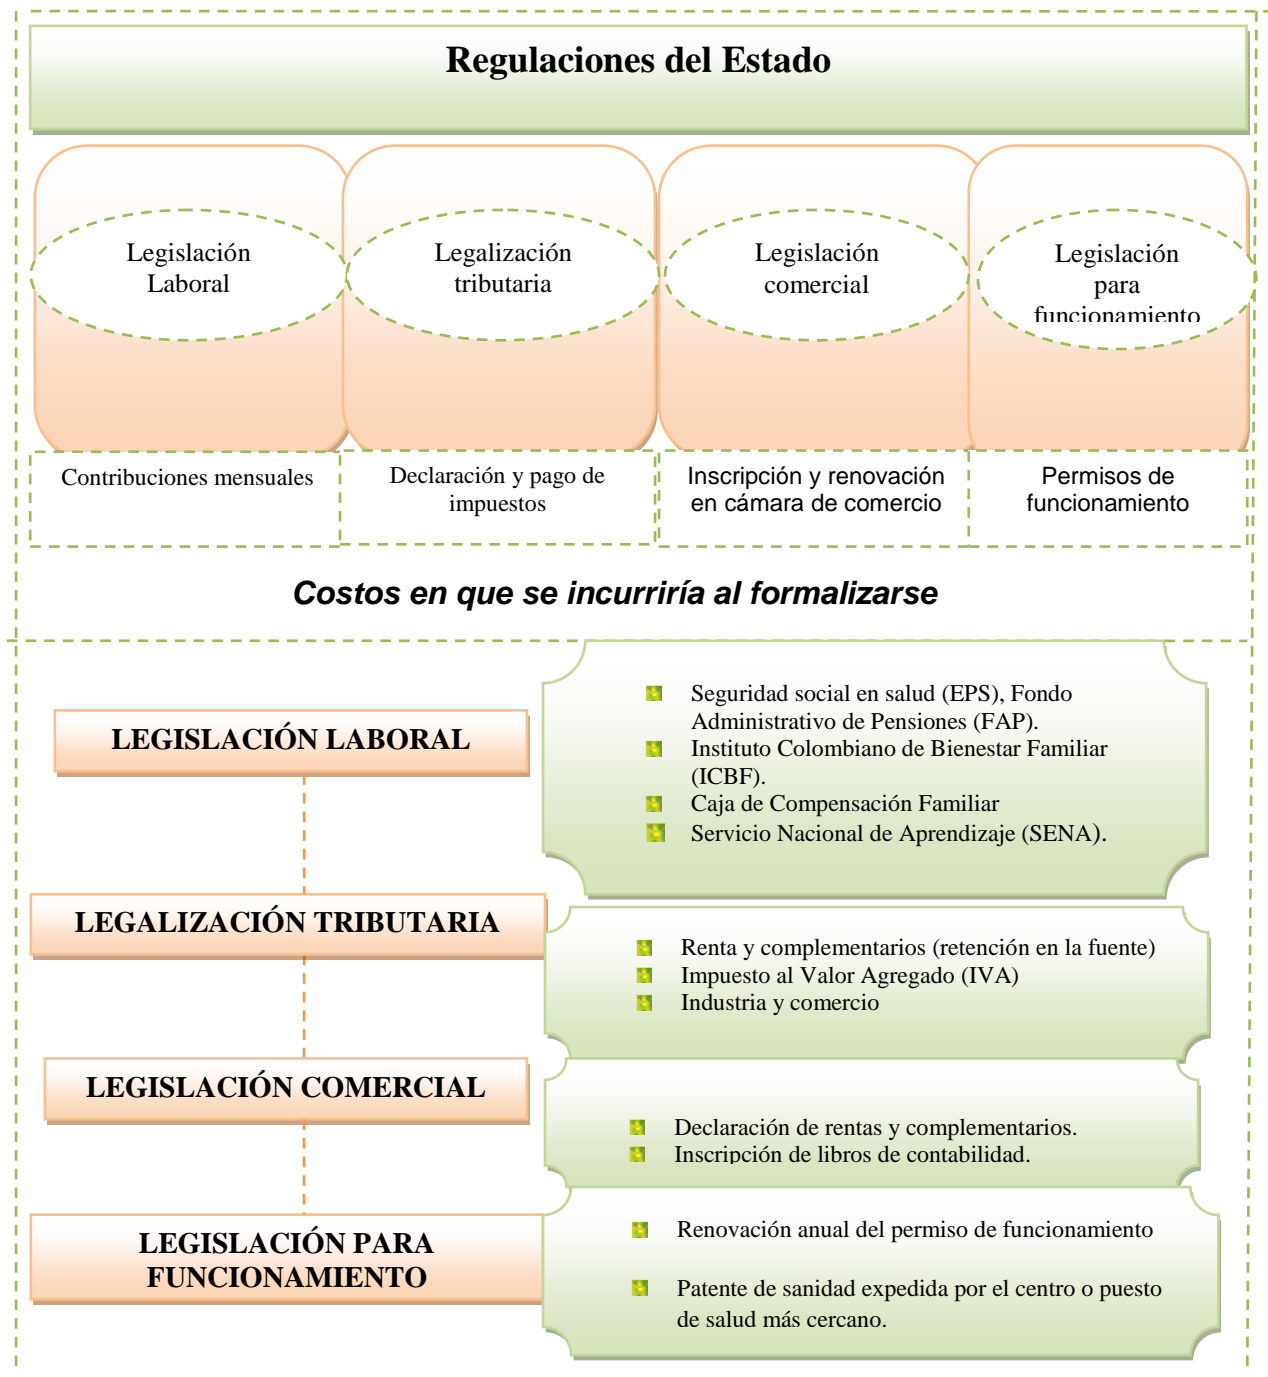 Regulaciones del Estado
Legislación
Laboral
Legalización
tributaria
Legislación
comercial
Legislación
para
funcionamiento
Contribuciones mensuales
Declaración y pago de
impuestos
Inscripción y renovación
en cámara de comercio
Permisos de
funcionamiento
Costos en que se incurriría al formalizarse
LEGISLACIÓN LABORAL
Seguridad social en salud (EPS), Fondo
Administrativo de Pensiones (FAP).
Instituto Colombiano de Bienestar Familiar
(ICBF).
Caja de Compensación Familiar
Servicio Nacional de Aprendizaje (SENA).
LEGALIZACIÓN TRIBUTARIA
Renta y complementarios (retención en la fuente)
Impuesto al Valor Agregado (IVA)
Industria y comercio
LEGISLACIÓN COMERCIAL
Declaración de rentas y complementarios.
Inscripción de libros de contabilidad.
LEGISLACIÓN PARA
FUNCIONAMIENTO
Renovación anual del permiso de funcionamiento
Patente de sanidad expedida por el centro o puesto
de salud más cercano.